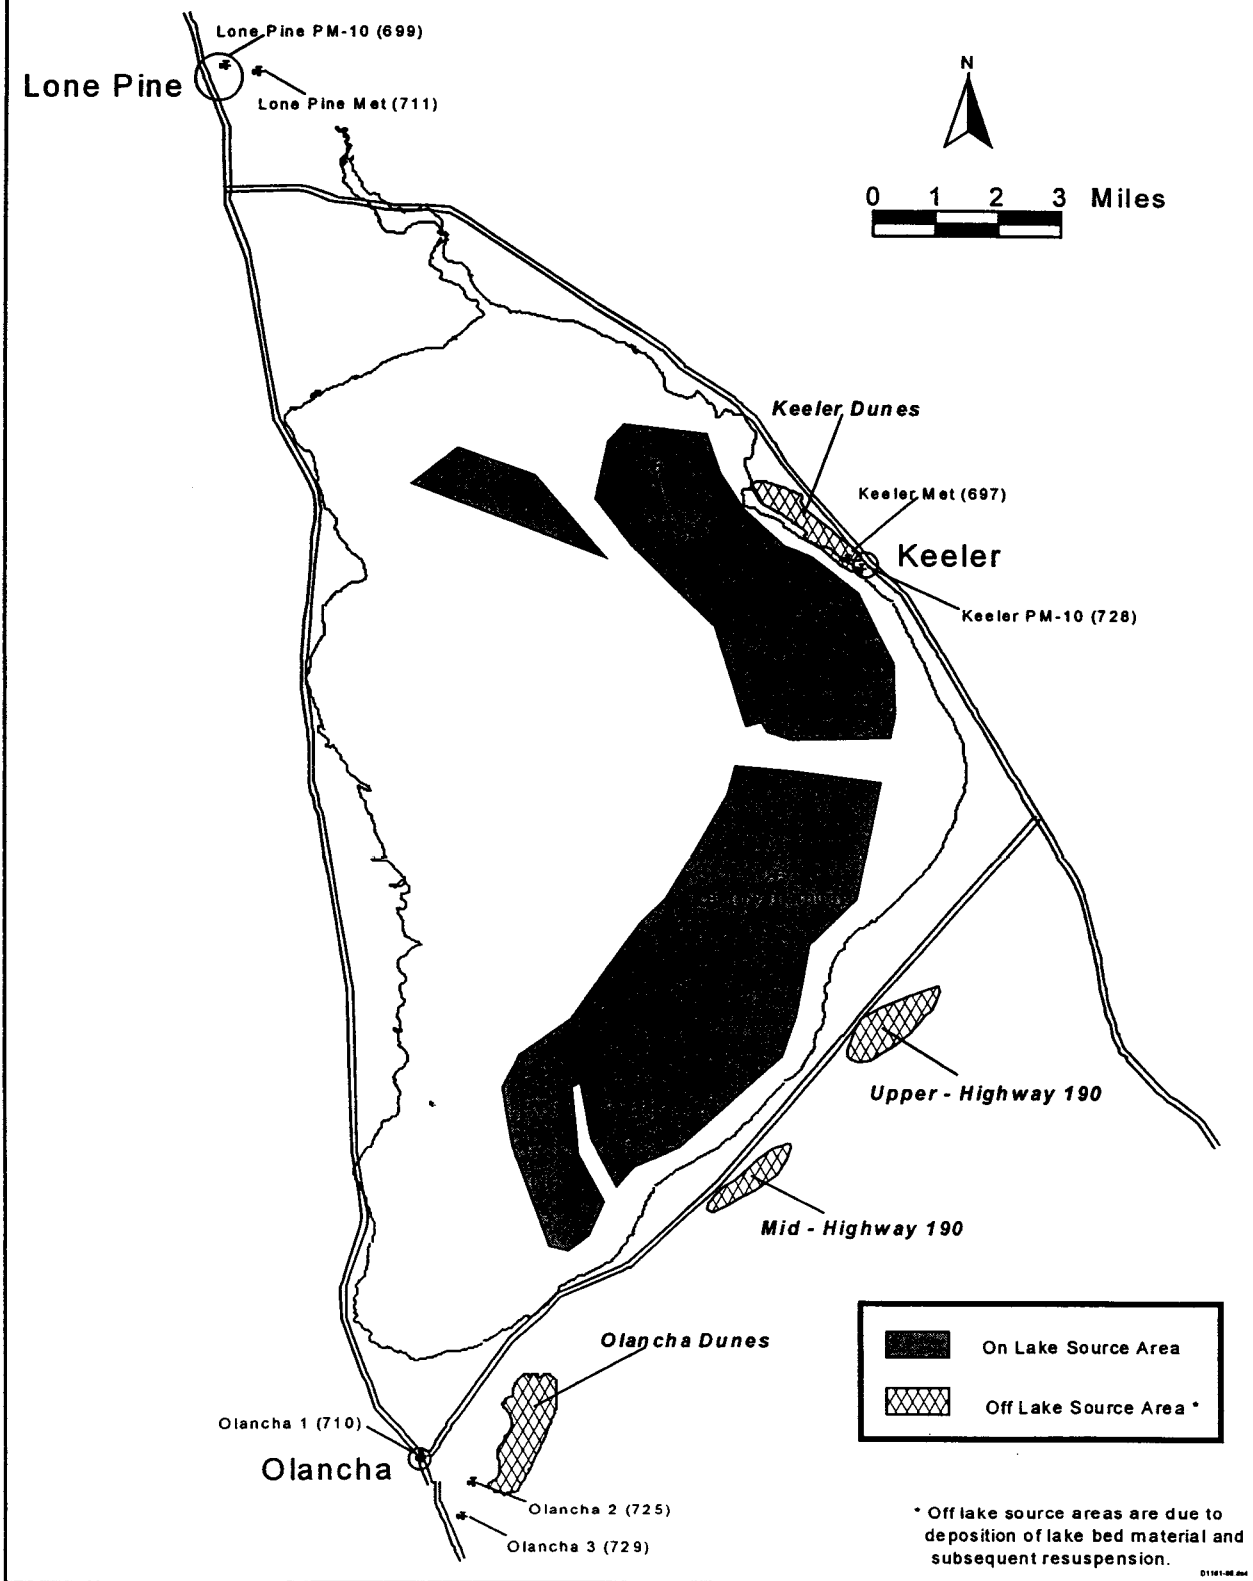 Lone Pine PM-10 (699)
Lone Pine
Lone Pine Met (711)
N
0 1 2 3 Miles
Keeler Dunes
Keeler Met (697)
Keeler
Keeler PM-10 (728)
Upper - Highway 190
Mid - Highway 190
Olancha Dunes
On Lake Source Area
Off Lake Source Area *
Olancha 1 (710)
Olancha
Olancha 2 (725)
Olancha 3 (729)
* Off lake source areas are due to
deposition of lake bed material and
subsequent resuspension.